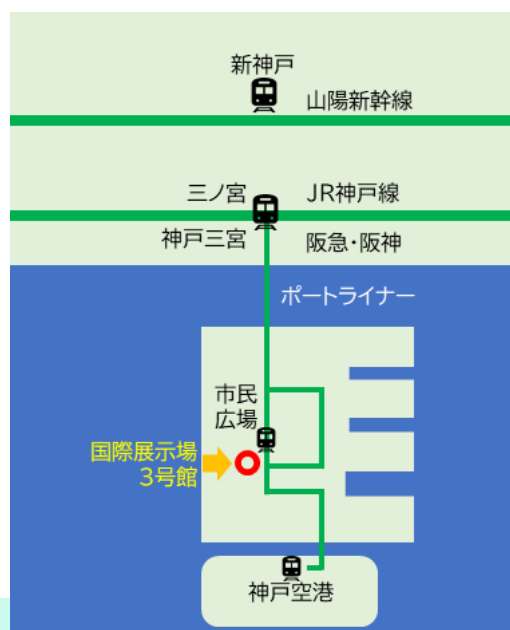 新神戸
山陽新幹線
三ノ宮
JR神戸線
神戸三宮
阪急・阪神
ポートライナー
市民
広場
国際展示場
3号館
神戸空港